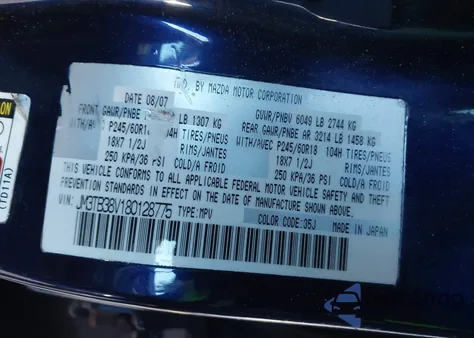 BY MAZDA MOTOR CORPORATION
DATE 08/07
GVWR/PNBV 6049 LB 2744 KG
FRONT GAWR/PNBE LB 1307 KG
REAR GAWR/PNBE AR 3214 LB 1458 KG
WITH/AVEC P245/60R18 104H TIRES/PNEUS
WITH/AVEC P245/60R18 104H TIRES/PNEUS
18X7 1/2J RIMS/JANTES
18X7 1/2J RIMS/JANTES
250 KPA/36 PSI COLD/A FROID
250 KPA/36 PSI COLD/A FROID
THIS VEHICLE CONFORMS TO ALL APPLICABLE FEDERAL MOTOR VEHICLE SAFETY AND THEFT
PREVENTION STANDARDS IN EFFECT ON THE DATE OF MANUFACTURE SHOWN ABOVE.
VIN: JM3TB38V180128775 TYPE:MPV
COLOR CODE:35J MADE IN JAPAN
(TD11A)